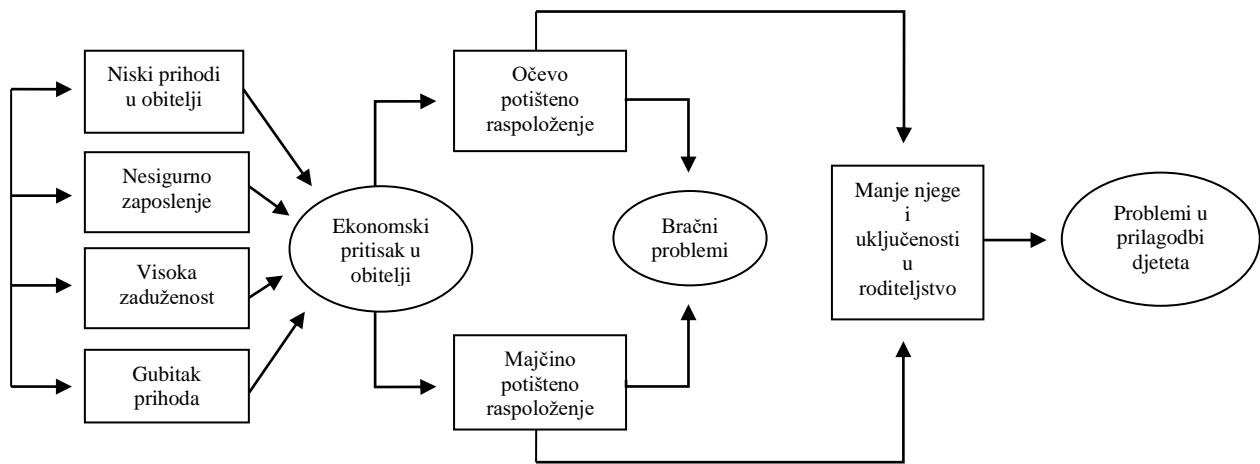 Niski prihodi
u obitelji
Nesigurno
zaposlenje
Visoka
zaduženost
Gubitak
prihoda
Ekonomski
pritisak u
obitelji
Očevo
potišteno
raspoloženje
Majčino
potišteno
raspoloženje
Bračni
problemi
Manje njege
i
uključenosti
u
roditeljstvo
Problemi u
prilagodbi
djeteta